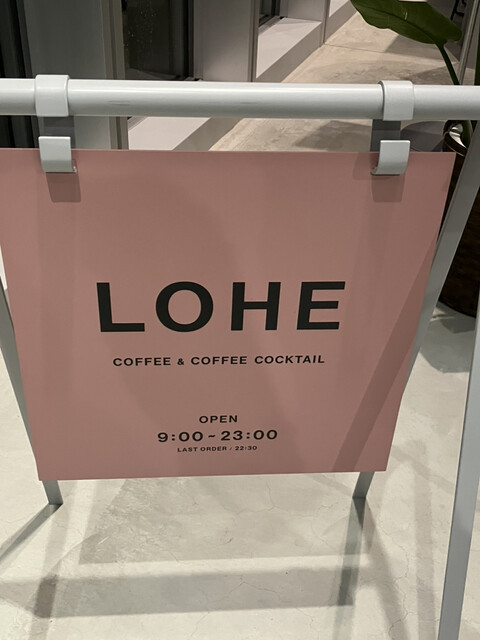 LOHE
COFFEE & COFFEE COCKTAIL
OPEN
9:00~23:00
LAST ORDER / 22:30